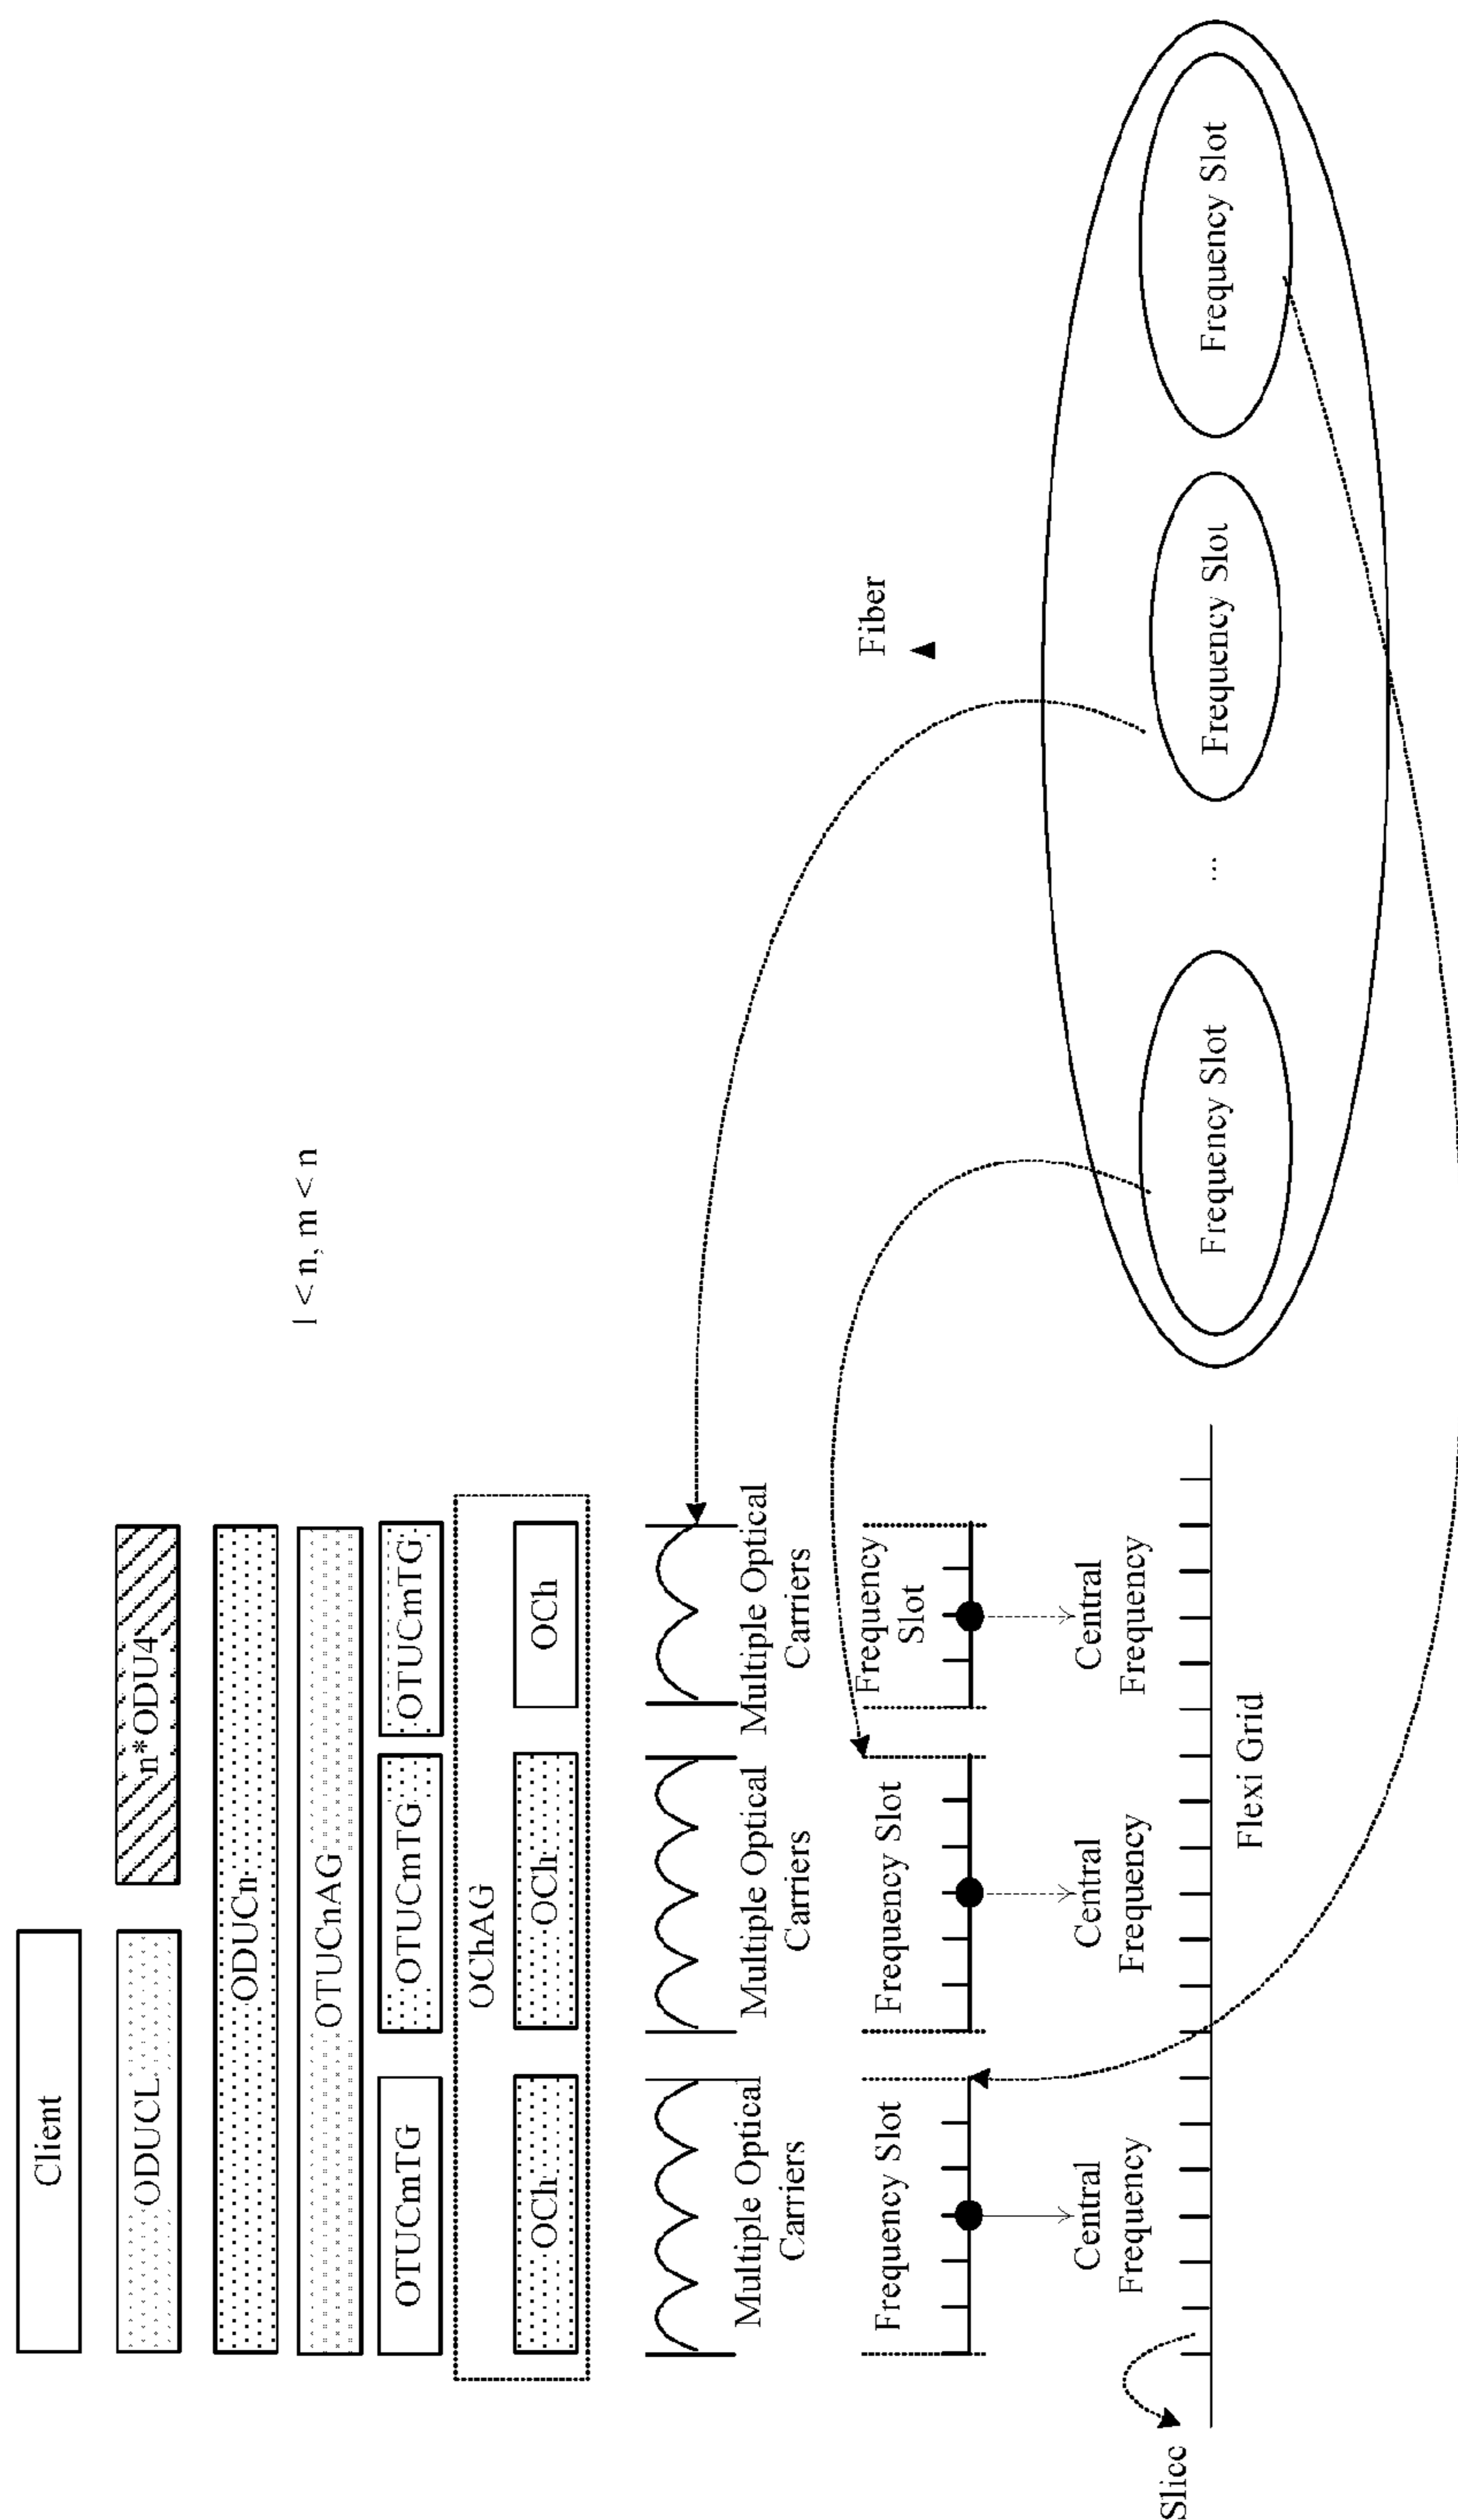 Client
ODUCL
n*ODU4
ODUCn
l < n, m < n
OTUCnAG
OTUCmTG
OTUCmTG
OTUCmTG
OChAG
OCh
OCh
OCh
Multiple Optical
Carriers
Multiple Optical
Carriers
Multiple Optical
Carriers
Fiber
Frequency Slot
Frequency Slot
Frequency
Slot
Central
Frequency
Central
Frequency
Central
Frequency
Frequency Slot
...
Frequency Slot
Frequency Slot
Slice
Flexi Grid